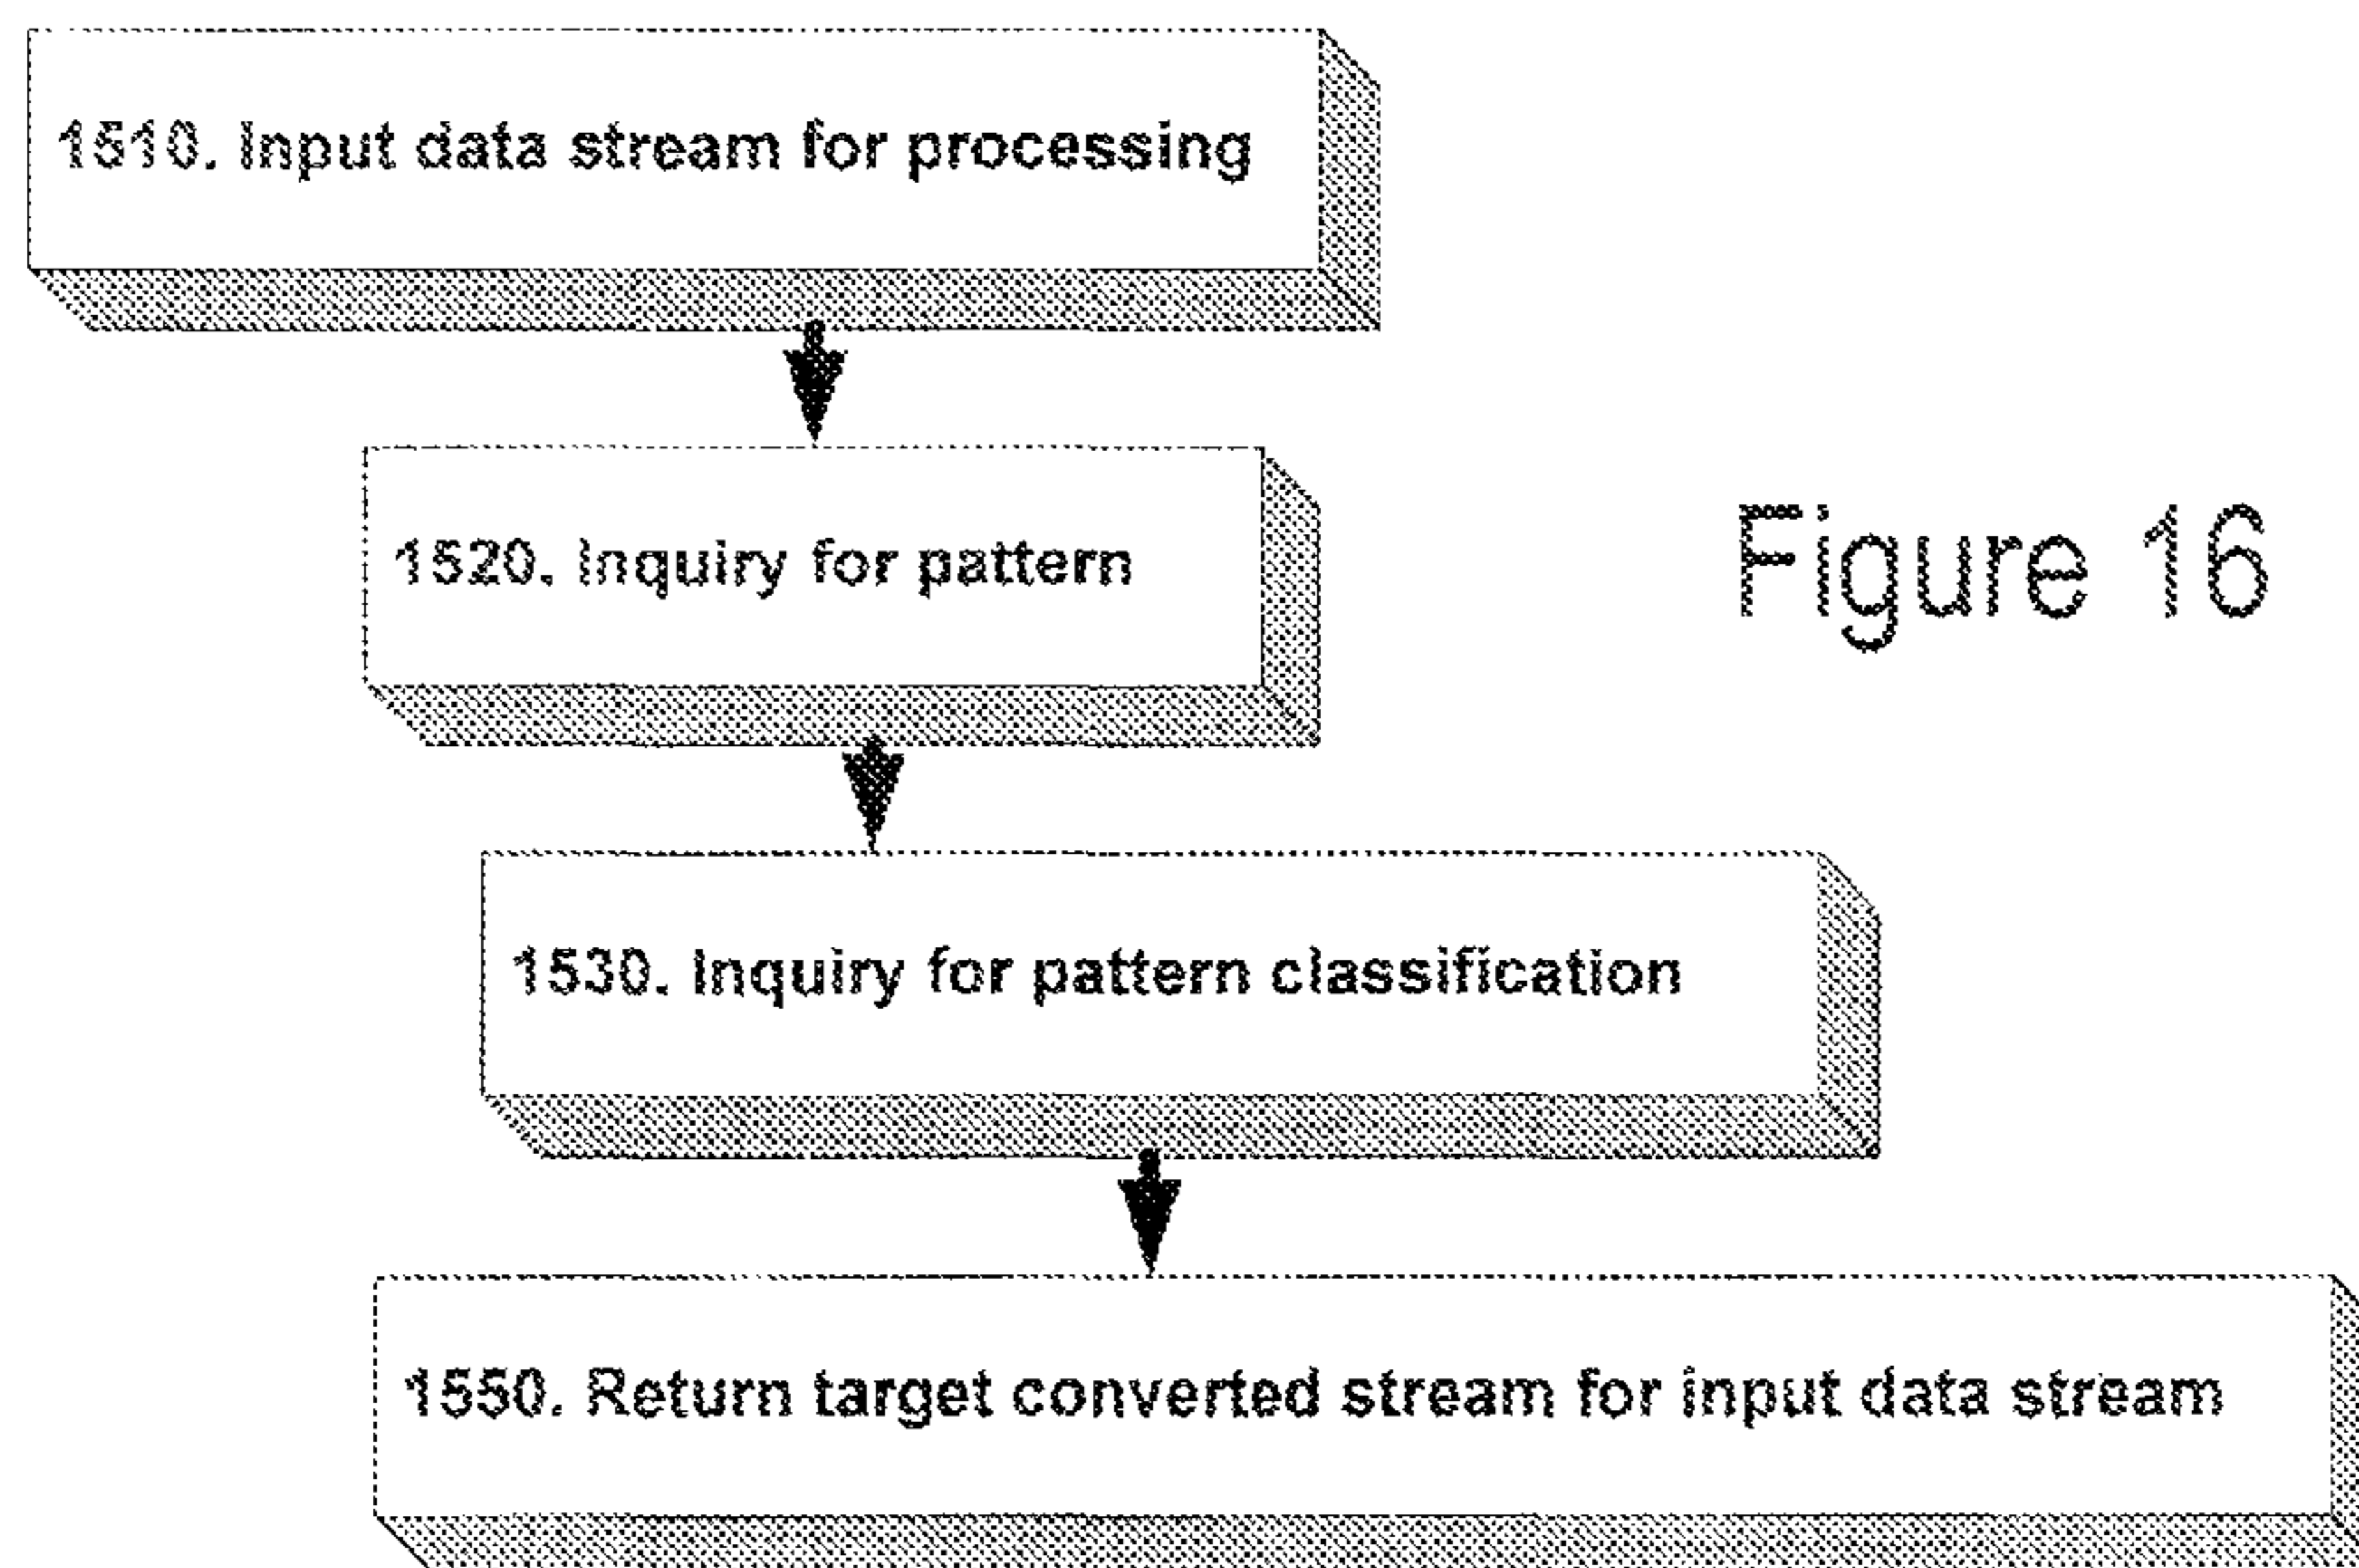 1510. Input data stream for processing
1520. Inquiry for pattern
Figure 16
1530. Inquiry for pattern classification
1550. Return target converted stream for input data stream